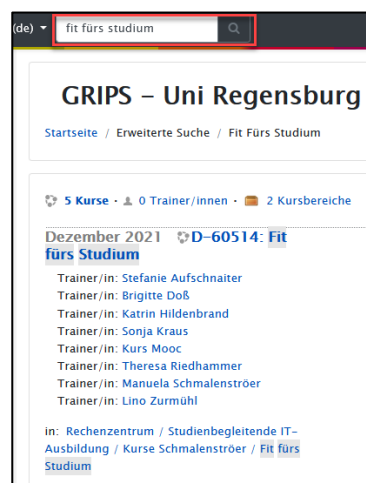 (de) fit fürs studium
GRIPS – Uni Regensburg
Startseite / Erweiterte Suche / Fit Fürs Studium
5 Kurse · 0 Trainer/innen · 2 Kursbereiche
Dezember 2021 D-60514: Fit
fürs Studium
Trainer/in: Stefanie Aufschnaiter
Trainer/in: Brigitte Doß
Trainer/in: Katrin Hildenbrand
Trainer/in: Sonja Kraus
Trainer/in: Kurs Mooc
Trainer/in: Theresa Riedhammer
Trainer/in: Manuela Schmalenströer
Trainer/in: Lino Zurmühl
in: Rechenzentrum / Studienbegleitende IT-
Ausbildung / Kurse Schmalenströer / Fit fürs
Studium